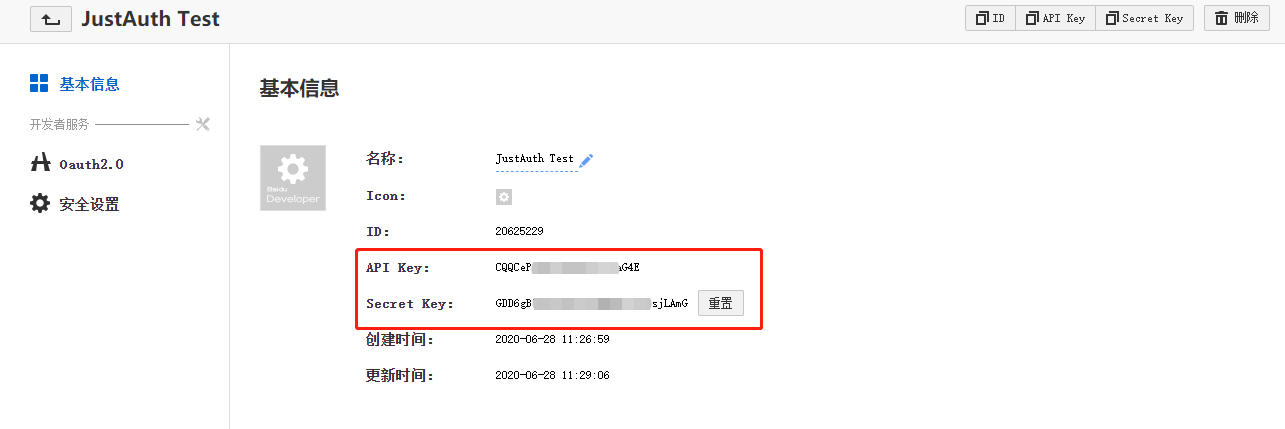 JustAuth Test
ID API Key Secret Key 删除
基本信息
开发者服务
Oauth2.0
安全设置
基本信息
Baidu
Developer
名称: JustAuth Test
Icon:
ID: 20625229
API Key: CQQCeP G4E
Secret Key: GDD6gB sjLAmG 重置
创建时间: 2020-06-28 11:26:59
更新时间: 2020-06-28 11:29:06